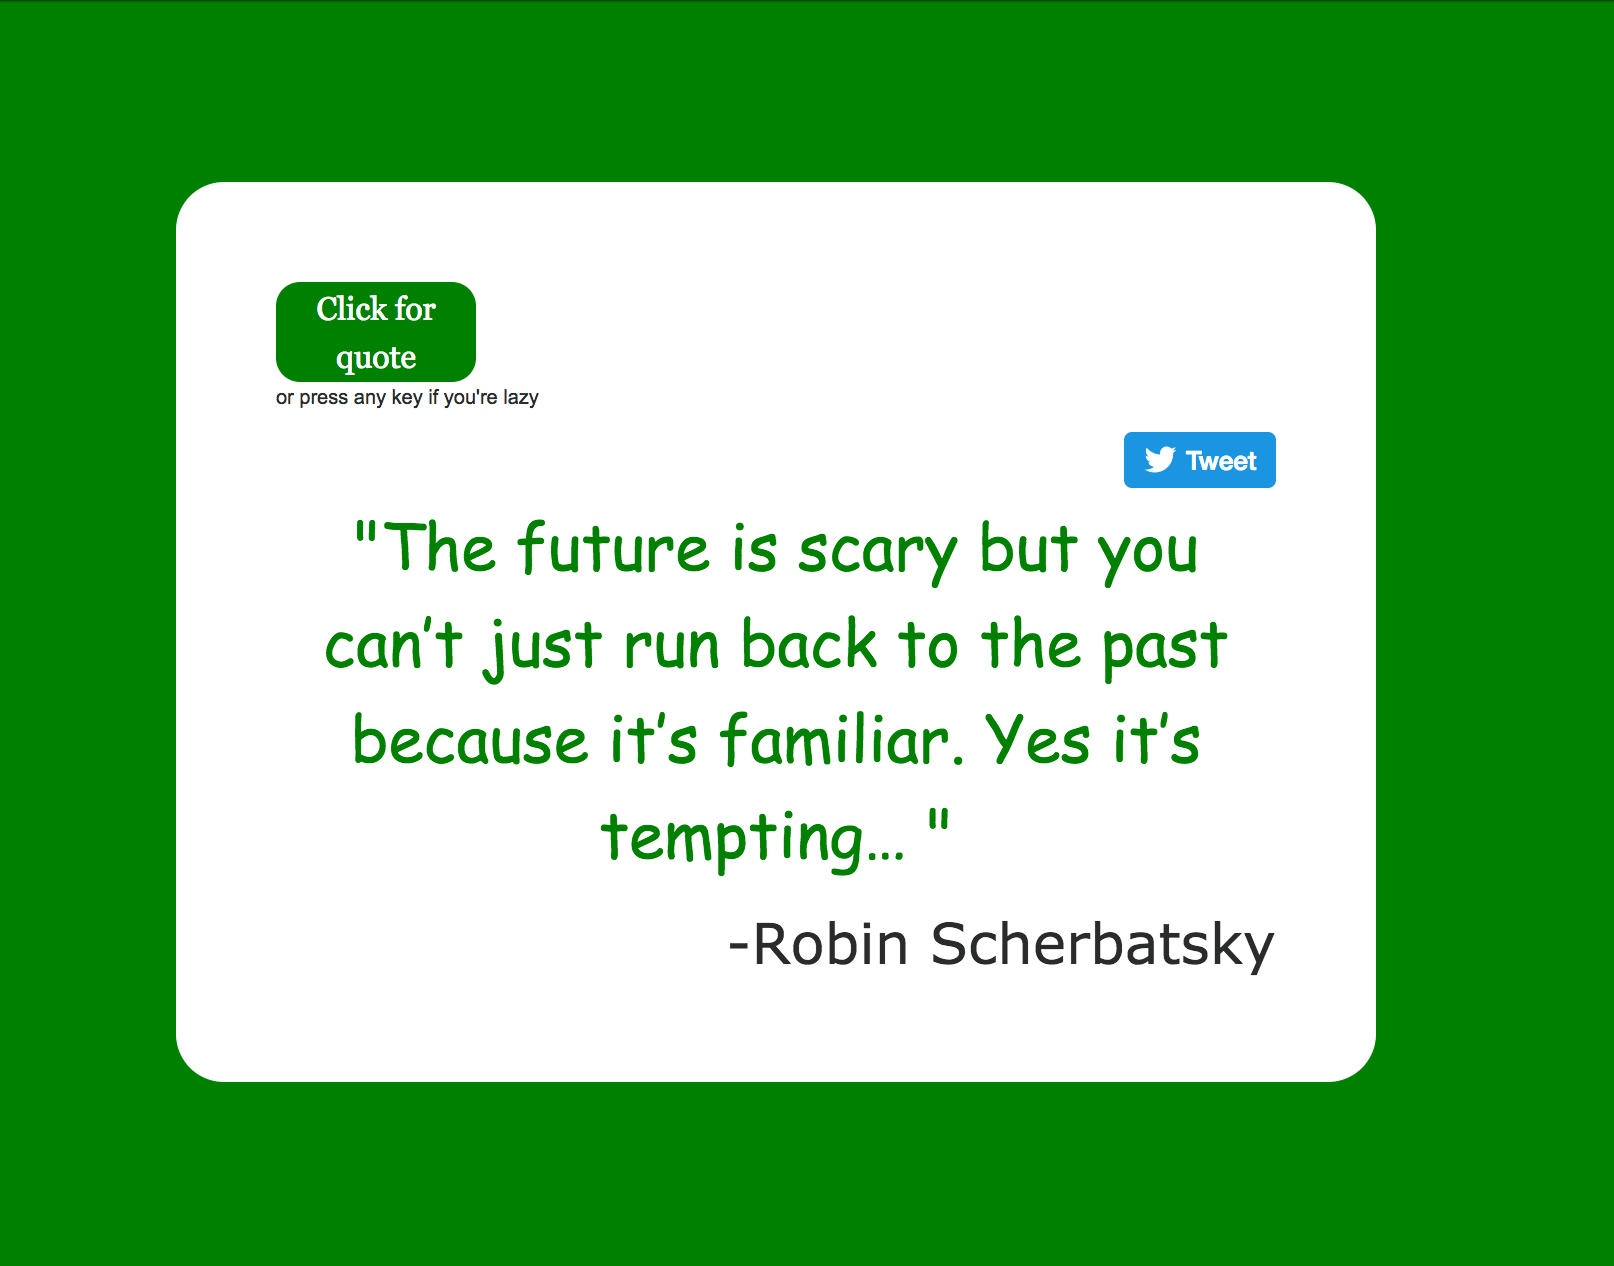 Click for
quote
or press any key if you're lazy
Tweet
"The future is scary but you
can’t just run back to the past
because it’s familiar. Yes it’s
tempting... "
-Robin Scherbatsky